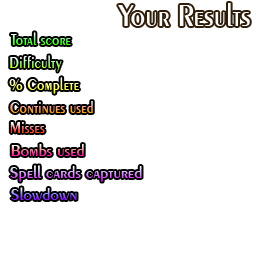 Your Results
Total score
Difficulty
% Complete
Continues used
Misses
Bombs used
Spell cards captured
Slowdown